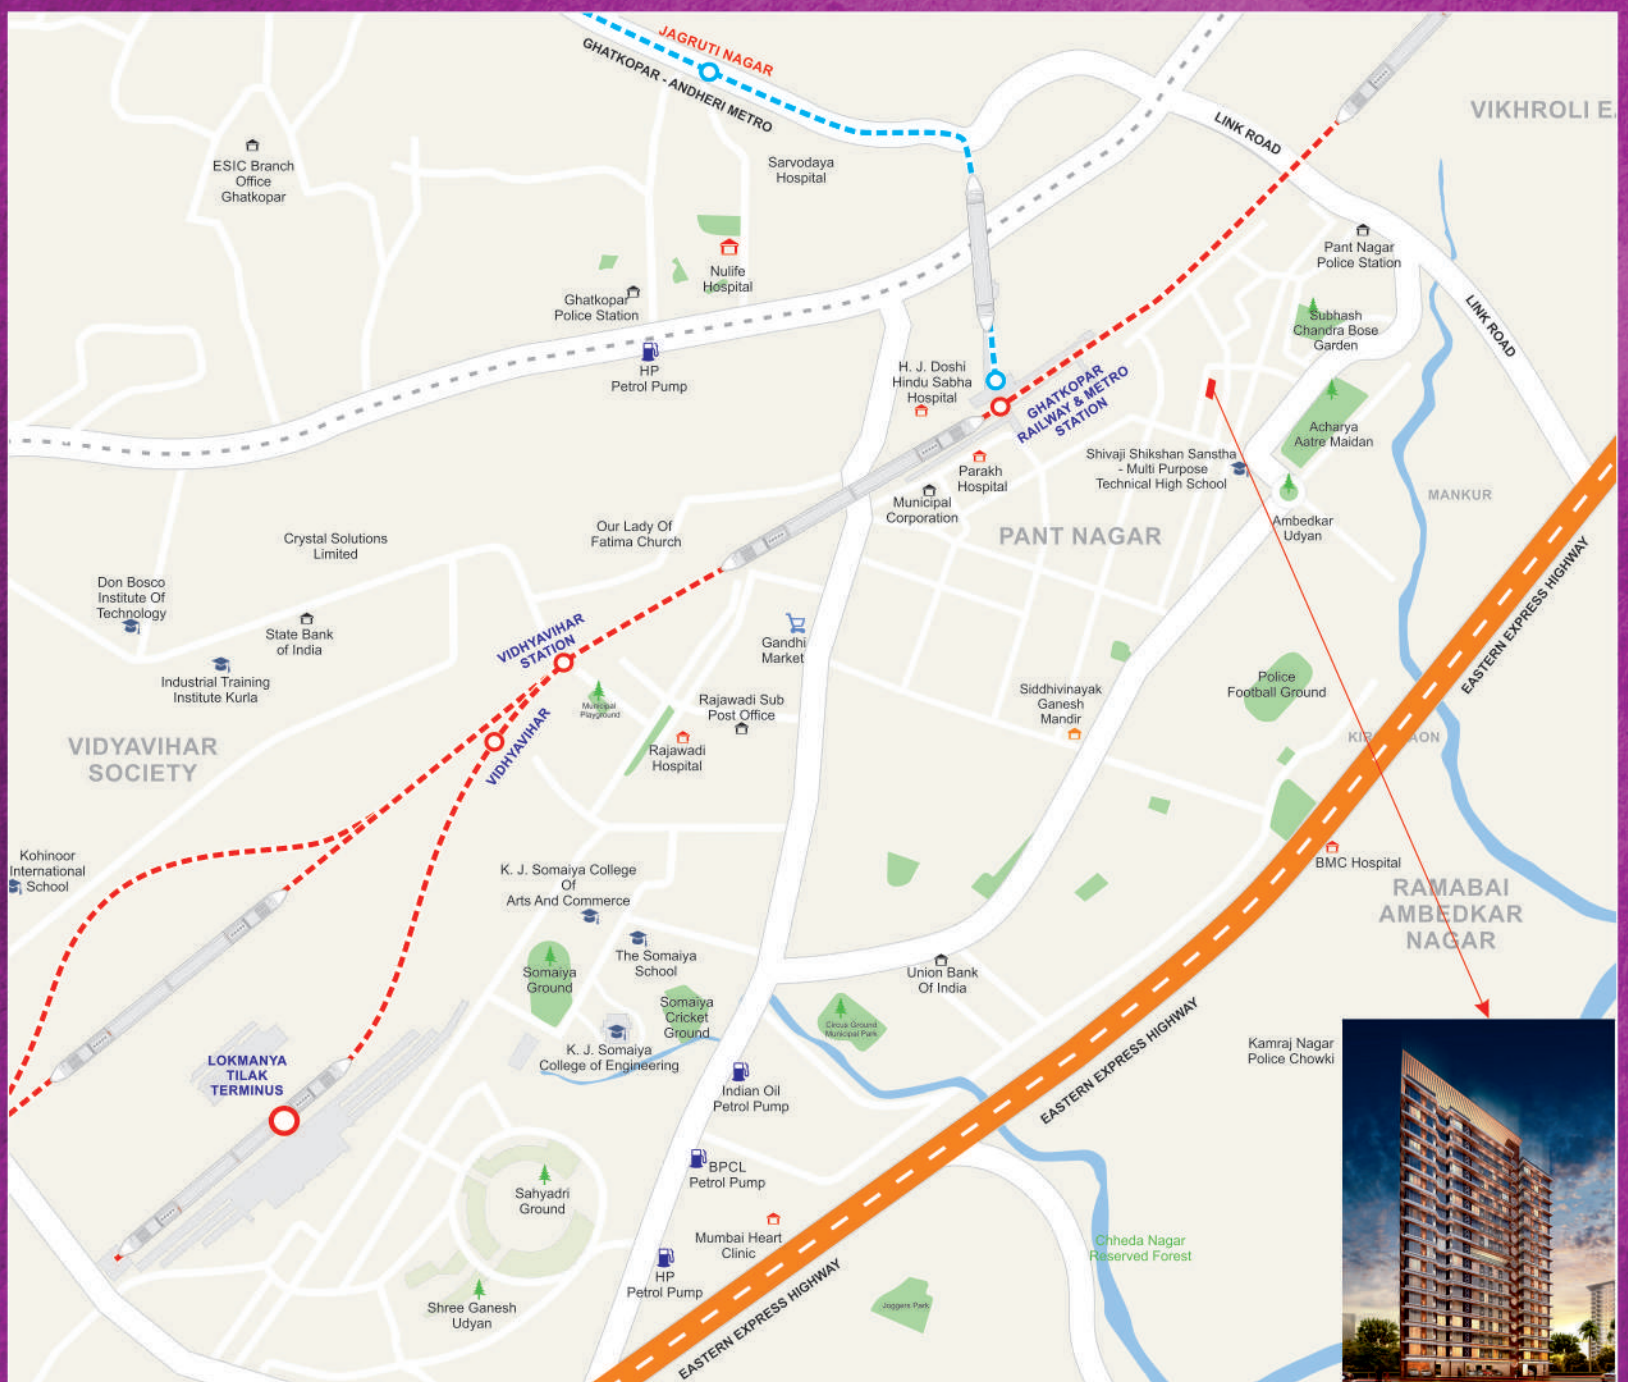 JAGRUTI NAGAR
GHATKOPAR - ANDHERI METRO
LINK ROAD
VIKHROLI E.
ESIC Branch
Office
Ghatkopar
Sarvodaya
Hospital
Nulife
Hospital
Pant Nagar
Police Station
Ghatkopar
Police Station
Subhash
Chandra Bose
Garden
LINK ROAD
HP
Petrol Pump
H. J. Doshi
Hindu Sabha
Hospital
GHATKOPAR
RAILWAY & METRO
STATION
Acharya
Aatre Maidan
Shivaji Shikshan Sanstha
- Multi Purpose
Technical High School
Parakh
Hospital
Municipal
Corporation
MANKUR
PANT NAGAR
Ambedkar
Udyan
Our Lady Of
Fatima Church
Crystal Solutions
Limited
Don Bosco
Institute Of
Technology
State Bank
of India
VIDHYAVIHAR
STATION
Gandhi
Market
EASTERN EXPRESS HIGHWAY
Industrial Training
Institute Kurla
Municipal
Playground
Rajawadi Sub
Post Office
Siddhivinayak
Ganesh
Mandir
Police
Football Ground
VIDYAVIHAR
SOCIETY
VIDHYAVIHAR
Rajawadi
Hospital
Kohinoor
International
School
K. J. Somaiya College
Of
Arts And Commerce
BMC Hospital
RAMABAI
AMBEDKAR
NAGAR
The Somaiya
School
Somaiya
Ground
Union Bank
Of India
Somaiya
Cricket
Ground
Circus Ground
Municipal Park
K. J. Somaiya
College of Engineering
EASTERN EXPRESS HIGHWAY
Kamraj Nagar
Police Chowki
LOKMANYA
TILAK
TERMINUS
Indian Oil
Petrol Pump
BPCL
Petrol Pump
Sahyadri
Ground
Mumbai Heart
Clinic
Chheda Nagar
Reserved Forest
HP
Petrol Pump
Shree Ganesh
Udyan
Joggers Park
EASTERN EXPRESS HIGHWAY